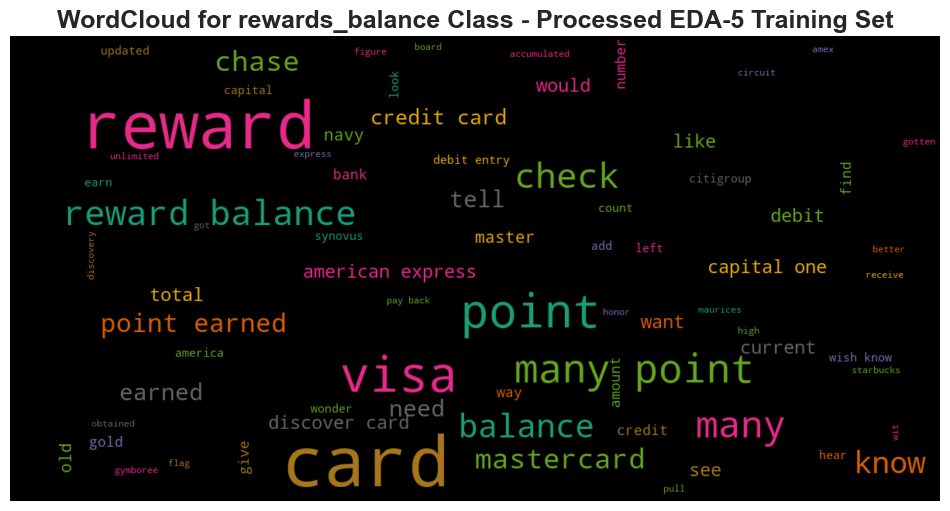 WordCloud for rewards_balance Class - Processed EDA-5 Training Set
updated
figure
board
accumulated
number
amex
chase
look
circuit
capital
would
reward
credit card
navy
like
gotten
unlimited
express
debit entry
check
find
earn
bank
citigroup
reward balance
tell
count
debit
got
synovus
master
add
left
better
discovery
american express
capital one
receive
total
pay back
point
honor
maurices
point earned
want
high
america
visa
many point
current
wish know
starbucks
earned
need
way
amount
wonder
discover card
obtained
balance
credit
many
wit
gold
old
give
card
mastercard
see
hear
know
gymboree
flag
pull